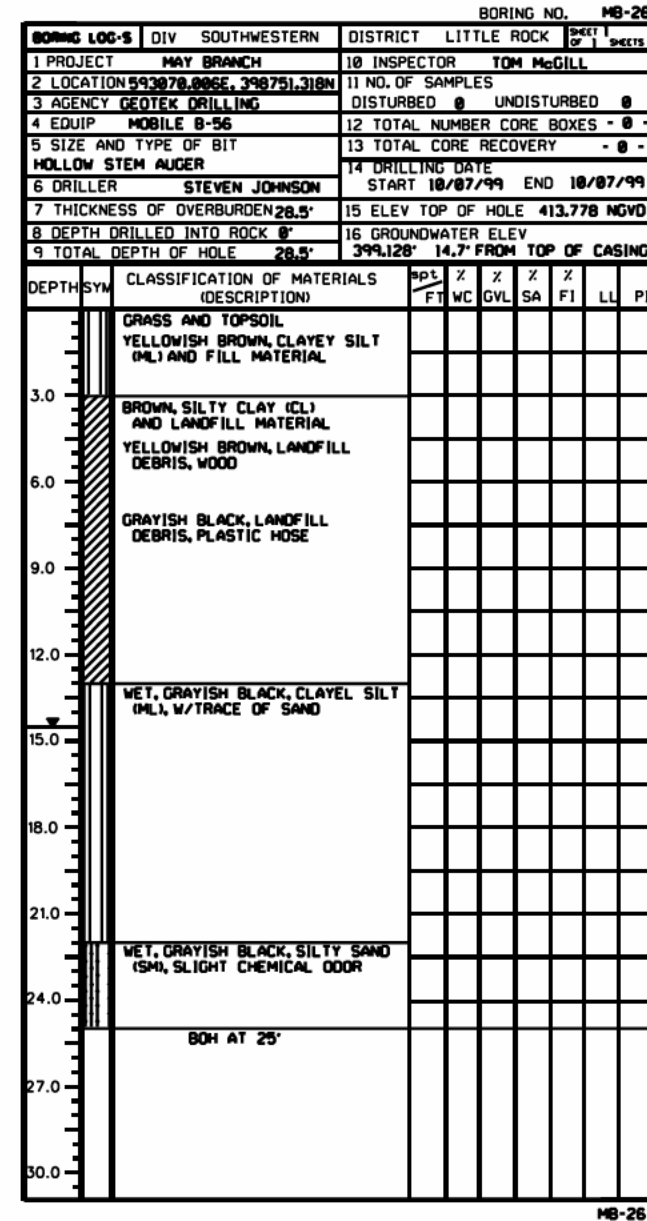 BORING NO. MB-26
BORING LOG-S DIV SOUTHWESTERN DISTRICT LITTLE ROCK SHEET 1 OF 1 SHEETS
1 PROJECT MAY BRANCH
10 INSPECTOR TOM McGILL
2 LOCATION 593070.006E, 398751.318N
11 NO. OF SAMPLES
3 AGENCY GEOTEK DRILLING
DISTURBED 0 UNDISTURBED 0
4 EQUIP MOBILE B-56
12 TOTAL NUMBER CORE BOXES - 0 -
5 SIZE AND TYPE OF BIT
13 TOTAL CORE RECOVERY - 0 -
HOLLOW STEM AUGER
14 DRILLING DATE
6 DRILLER STEVEN JOHNSON
START 10/07/99 END 10/07/99
7 THICKNESS OF OVERBURDEN 28.5'
15 ELEV TOP OF HOLE 413.778 NGVD
8 DEPTH DRILLED INTO ROCK 0'
16 GROUNDWATER ELEV
9 TOTAL DEPTH OF HOLE 28.5'
399.128' 14.7' FROM TOP OF CASING
DEPTH SYM CLASSIFICATION OF MATERIALS (DESCRIPTION) spt/FT % WC % GVL % SA % FI LL PI
GRASS AND TOPSOIL
YELLOWISH BROWN, CLAYEY SILT
(ML) AND FILL MATERIAL
3.0
BROWN, SILTY CLAY (CL)
AND LANDFILL MATERIAL
YELLOWISH BROWN, LANDFILL
DEBRIS, WOOD
6.0
GRAYISH BLACK, LANDFILL
DEBRIS, PLASTIC HOSE
9.0
12.0
WET, GRAYISH BLACK, CLAYEL SILT
(ML), W/TRACE OF SAND
15.0
18.0
21.0
WET, GRAYISH BLACK, SILTY SAND
(SM), SLIGHT CHEMICAL ODOR
24.0
BOH AT 25'
27.0
30.0
MB-26